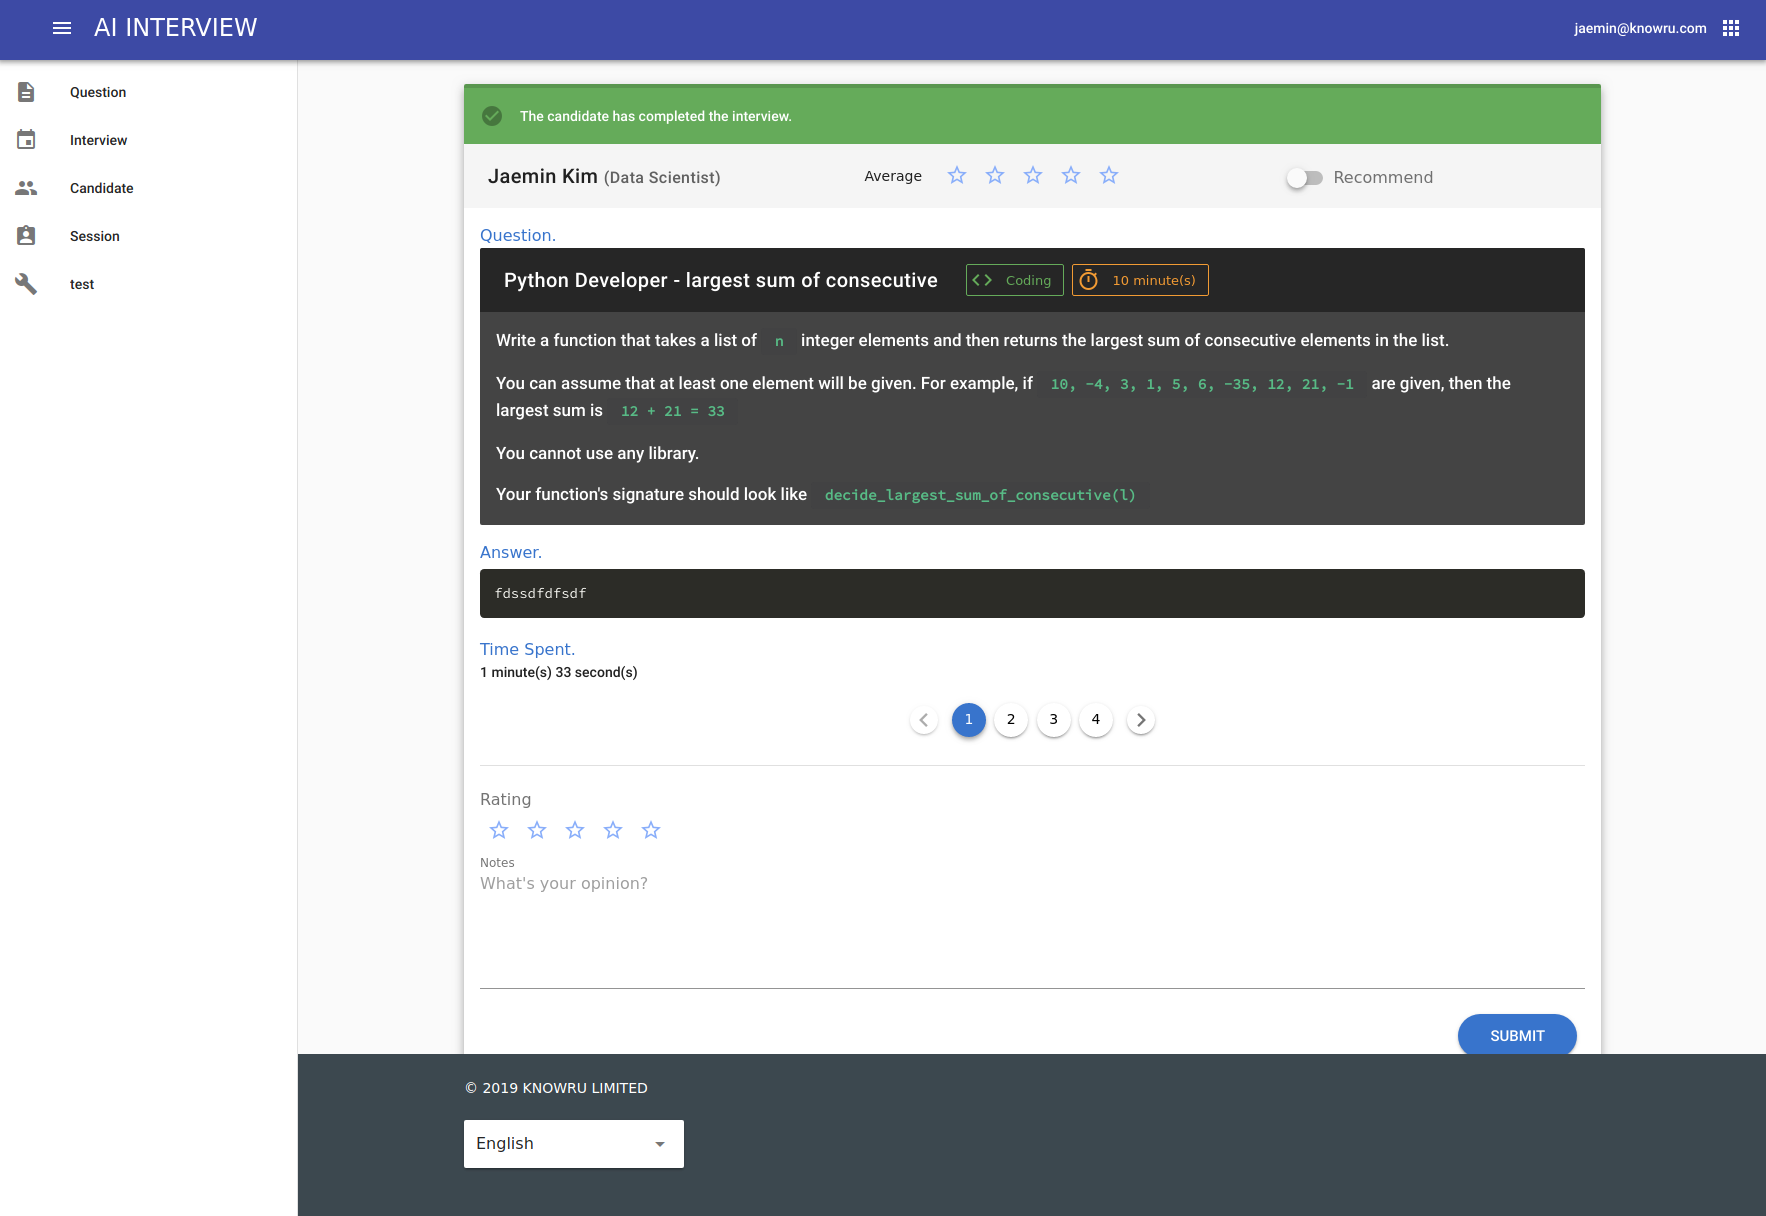 AI INTERVIEW
jaemin@knowru.com
Question
Interview
Candidate
Session
test
The candidate has completed the interview.
Jaemin Kim (Data Scientist)
Average
Recommend
Question.
Python Developer - largest sum of consecutive
Coding
10 minute(s)
Write a function that takes a list of n integer elements and then returns the largest sum of consecutive elements in the list.
You can assume that at least one element will be given. For example, if 10, -4, 3, 1, 5, 6, -35, 12, 21, -1 are given, then the
largest sum is 12 + 21 = 33
You cannot use any library.
Your function's signature should look like decide_largest_sum_of_consecutive(l)
Answer.
fdssdfdfsdf
Time Spent.
1 minute(s) 33 second(s)
1 2 3 4
Rating
Notes
What's your opinion?
SUBMIT
© 2019 KNOWRU LIMITED
English